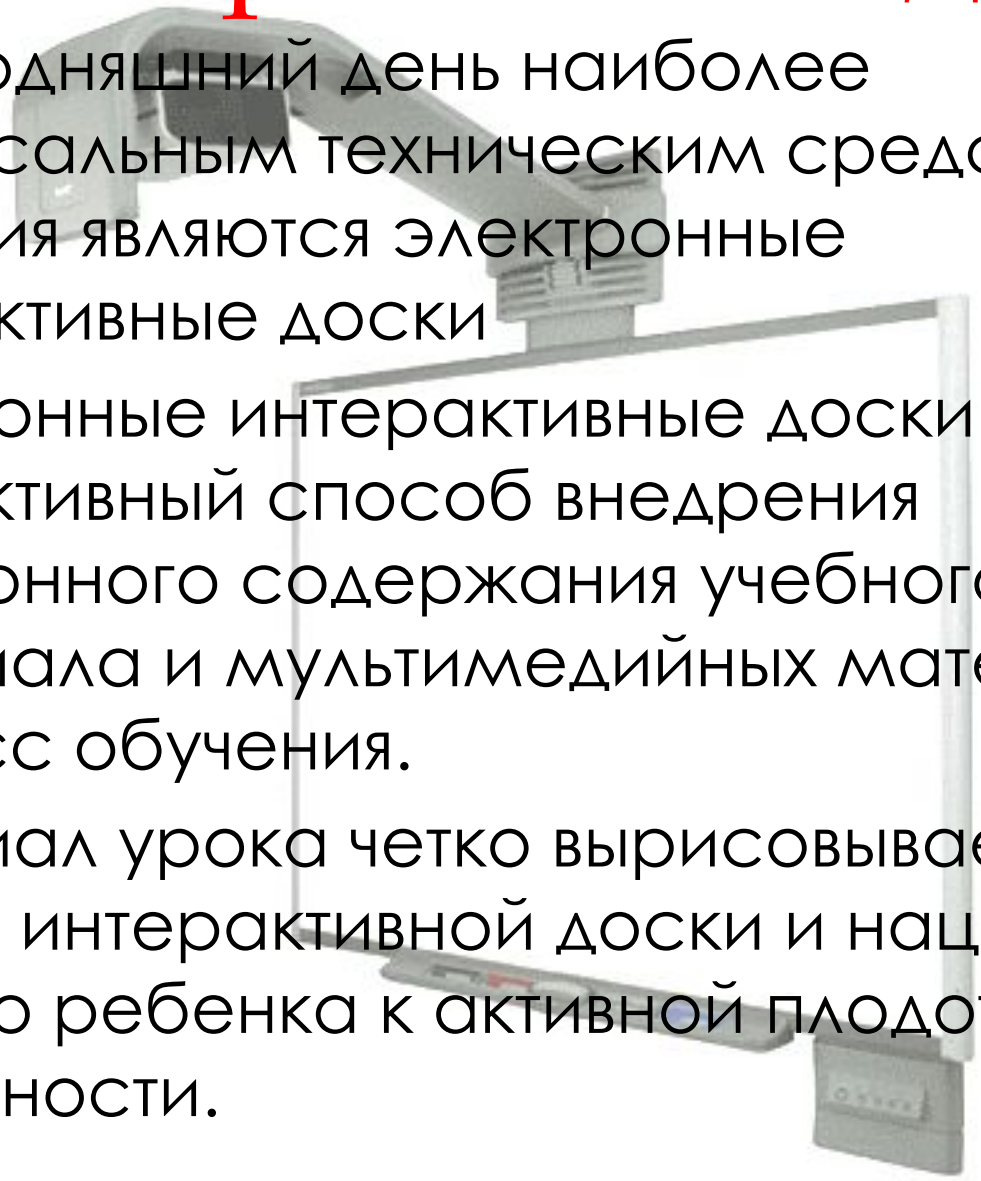 одняшний день наиболее
сальным техническим средс
ия являются электронные
ктивные доски
онные интерактивные доски
ктивный способ внедрения
онного содержания учебного
иала и мультимедийных мате
сс обучения.
иал урока четко вырисовывае
интерактивной доски и нац
о ребенка к активной плодот
ности.